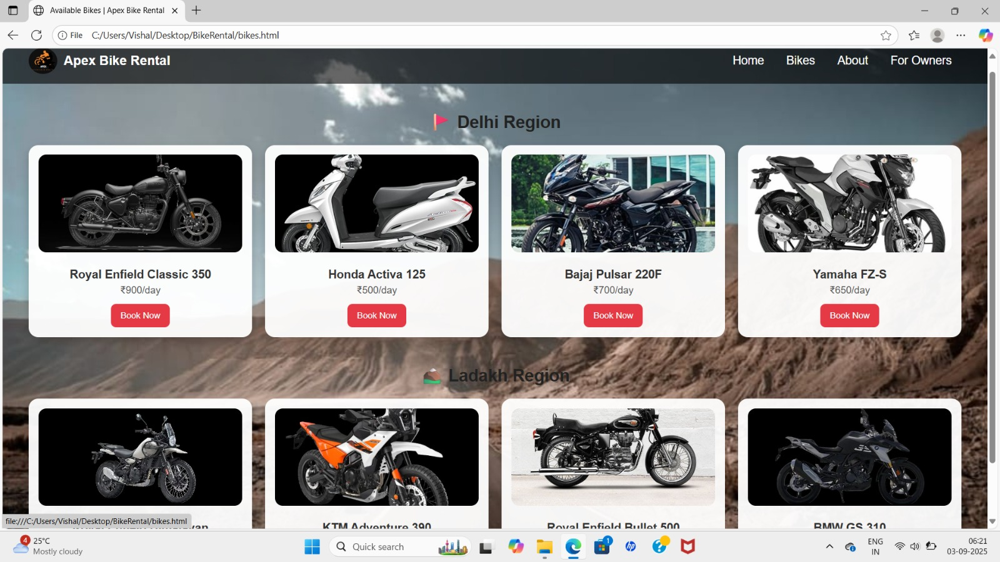 Available Bikes | Apex Bike Rental
File C:/Users/Vishal/Desktop/BikeRental/bikes.html
APEX
Apex Bike Rental
Home Bikes About For Owners
Delhi Region
Royal Enfield Classic 350
₹900/day
Book Now
Honda Activa 125
₹500/day
Book Now
Bajaj Pulsar 220F
₹700/day
Book Now
Yamaha FZ-S
₹650/day
Book Now
Ladakh Region
KTM Adventure 390
Royal Enfield Bullet 500
BMW GS 310
file:///C:/Users/Vishal/Desktop/BikeRental/bikes.html
4
25°C
Mostly cloudy
Quick search
1
hp
ENG
IN
06:21
03-09-2025